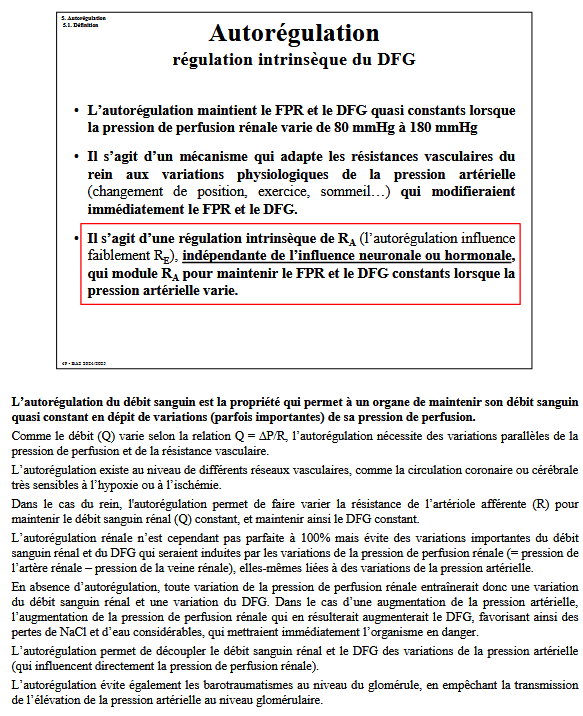 5. Autorégulation
5.1. Définition
Autorégulation
régulation intrinsèque du DFG
• L’autorégulation maintient le FPR et le DFG quasi constants lorsque
la pression de perfusion rénale varie de 80 mmHg à 180 mmHg
• Il s’agit d’un mécanisme qui adapte les résistances vasculaires du
rein aux variations physiologiques de la pression artérielle
(changement de position, exercice, sommeil…) qui modifieraient
immédiatement le FPR et le DFG.
• Il s’agit d’une régulation intrinsèque de RA (l’autorégulation influence
faiblement RE), indépendante de l’influence neuronale ou hormonale,
qui module RA pour maintenir le FPR et le DFG constants lorsque la
pression artérielle varie.
2024/2025
L’autorégulation du débit sanguin est la propriété qui permet à un organe de maintenir son débit sanguin
quasi constant en dépit de variations (parfois importantes) de sa pression de perfusion.
Comme le débit (Q) varie selon la relation Q = ΔP/R, l’autorégulation nécessite des variations parallèles de la
pression de perfusion et de la résistance vasculaire.
L’autorégulation existe au niveau de différents réseaux vasculaires, comme la circulation coronaire ou cérébrale
très sensibles à l’hypoxie ou à l’ischémie.
Dans le cas du rein, l'autorégulation permet de faire varier la résistance de l’artériole afférente (R) pour
maintenir le débit sanguin rénal (Q) constant, et maintenir ainsi le DFG constant.
L’autorégulation rénale n’est cependant pas parfaite à 100% mais évite des variations importantes du débit
sanguin rénal et du DFG qui seraient induites par les variations de la pression de perfusion rénale (= pression de
l’artère rénale – pression de la veine rénale), elles-mêmes liées à des variations de la pression artérielle.
En absence d’autorégulation, toute variation de la pression de perfusion rénale entraînerait donc une variation
du débit sanguin rénal et une variation du DFG. Dans le cas d’une augmentation de la pression artérielle,
l’augmentation de la pression de perfusion rénale qui en résulterait augmenterait le DFG, favorisant ainsi des
pertes de NaCl et d’eau considérables, qui mettraient immédiatement l’organisme en danger.
L’autorégulation permet de découpler le débit sanguin rénal et le DFG des variations de la pression artérielle
(qui influencent directement la pression de perfusion rénale).
L’autorégulation évite également les barotraumatismes au niveau du glomérule, en empêchant la transmission
de l’élévation de la pression artérielle au niveau glomérulaire.